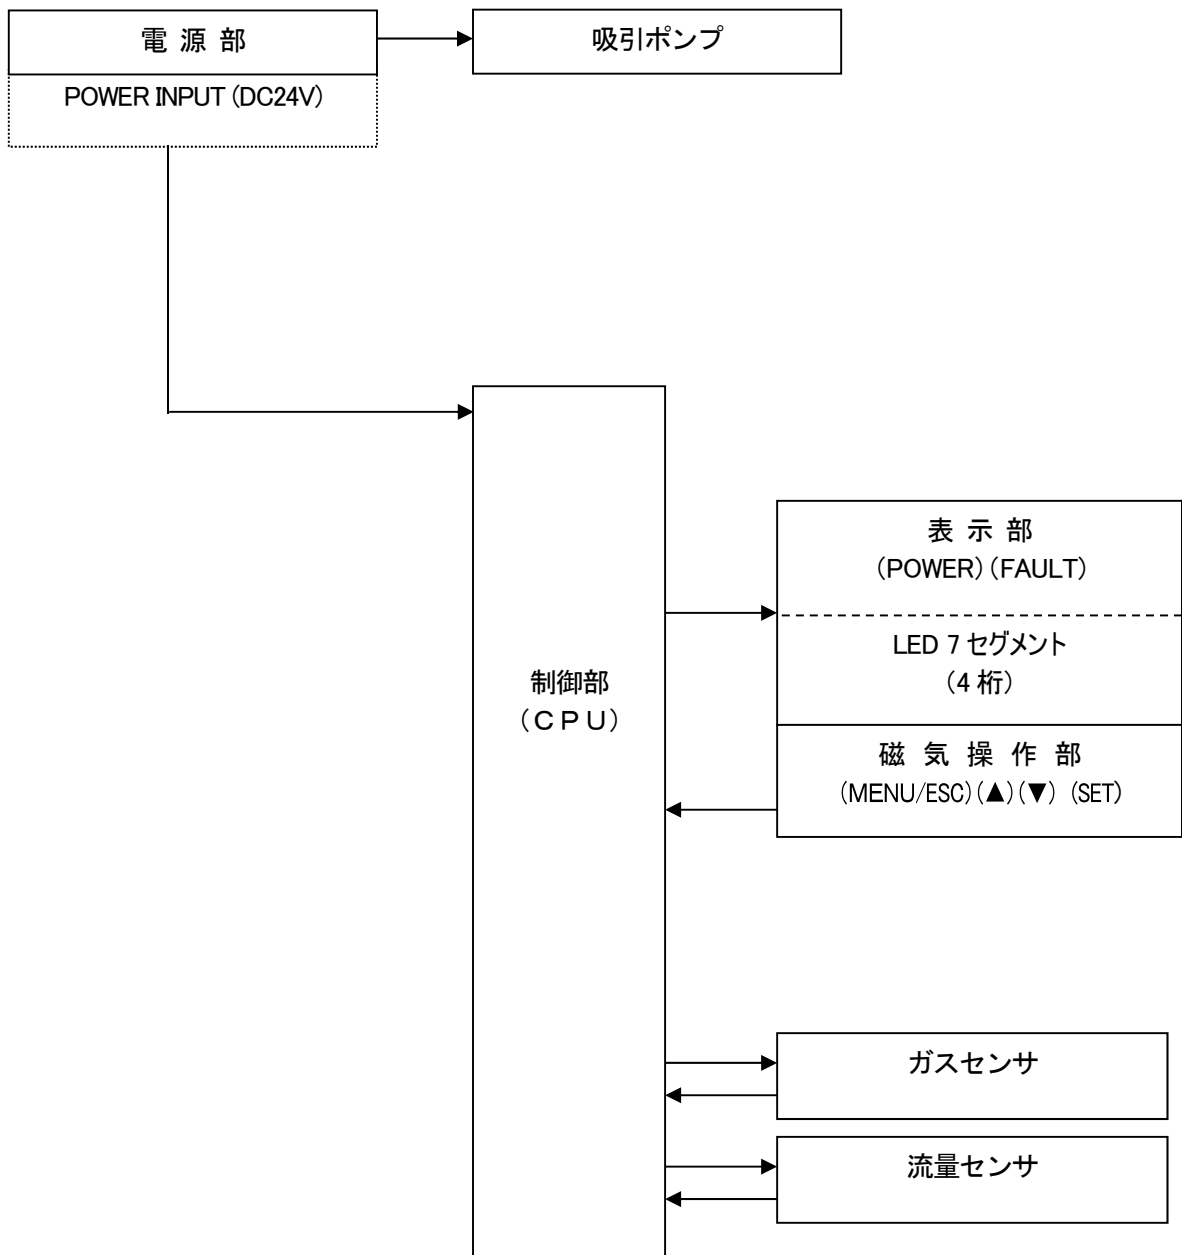 電 源 部
吸引ポンプ
POWER INPUT (DC24V)
表 示 部
(POWER) (FAULT)
LED 7 セグメント
(4 桁)
制御部
(ＣＰＵ)
磁 気 操 作 部
(MENU/ESC)(▲)(▼) (SET)
ガスセンサ
流量センサ